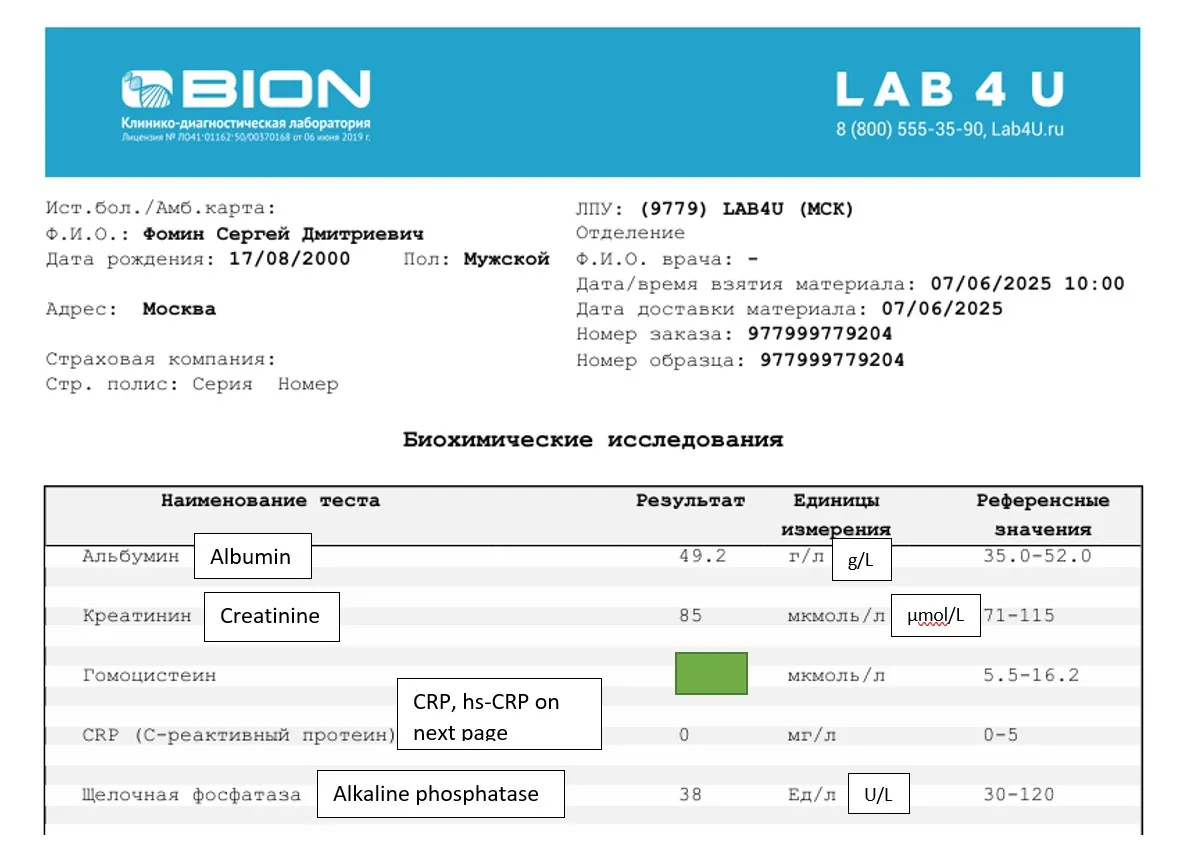 BION
LAB 4 U
Клинико-диагностическая лаборатория
Лицензия № ЛО41-01162-50/00370168 от 06 июня 2019 г.
8 (800) 555-35-90, Lab4U.ru
Ист.бол./Амб.карта:
Ф.И.О.: Фомин Сергей Дмитриевич
Дата рождения: 17/08/2000 Пол: Мужской
Адрес: Москва
Страховая компания:
Стр. полис: Серия Номер
ЛПУ: (9779) LAB4U (МСК)
Отделение
Ф.И.О. врача: -
Дата/время взятия материала: 07/06/2025 10:00
Дата доставки материала: 07/06/2025
Номер заказа: 977999779204
Номер образца: 977999779204
Биохимические исследования
Наименование теста Результат Единицы измерения Референсные значения
Альбумин Albumin 49.2 г/л g/L 35.0-52.0
Креатинин Creatinine 85 мкмоль/л µmol/L 71-115
Гомоцистеин мкмоль/л 5.5-16.2
CRP, hs-CRP on
next page
CRP (С-реактивный протеин) 0 мг/л 0-5
Щелочная фосфатаза Alkaline phosphatase 38 Ед/л U/L 30-120